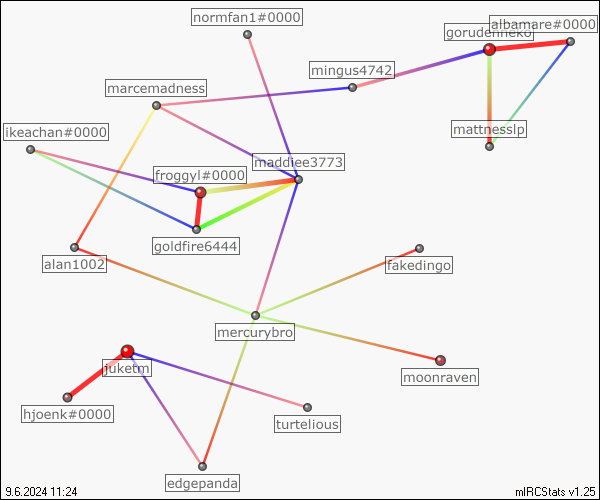 normfan1#0000
albamare#0000
gorudenneko
mingus4742
marcemadness
mattnesslp
ikeachan#0000
maddiee3773
froggyl#0000
goldfire6444
alan1002
fakedingo
mercurybro
juketm
moonraven
hjoenk#0000
turtelious
edgepanda
9.6.2024 11:24
mIRCStats v1.25